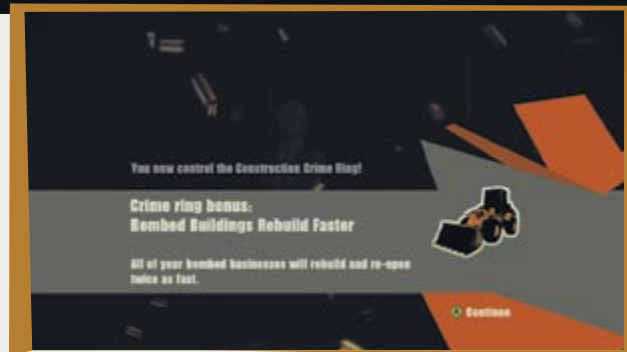 You now control the Construction Crime Ring!
Crime ring bonus:
Bombed Buildings Rebuild Faster
All of your bombed businesses will rebuild and re-open
twice as fast.
A Continue